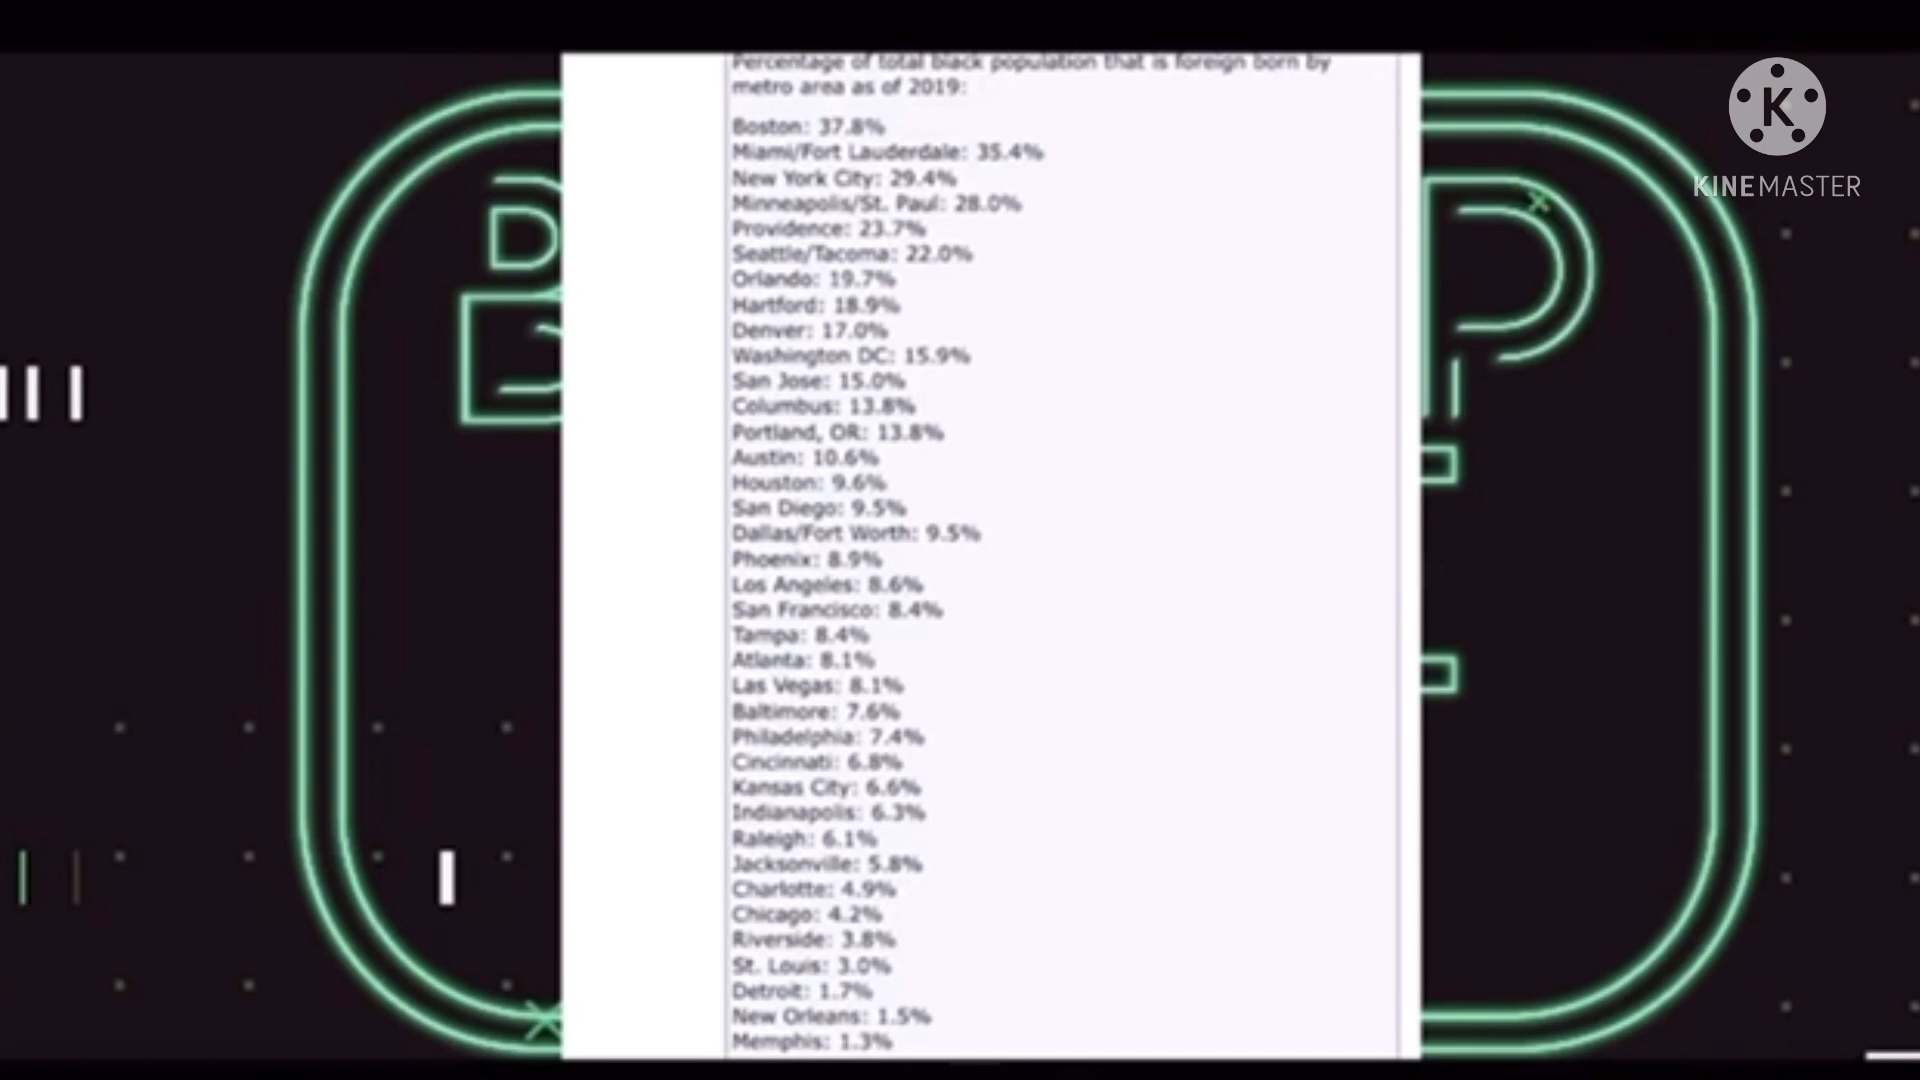 Percentage of total black population that is foreign born by
metro area as of 2019:
Boston: 37.8%
Miami/Fort Lauderdale: 35.4%
New York City: 29.4%
Minneapolis/St. Paul: 28.0%
Providence: 23.7%
Seattle/Tacoma: 22.0%
Orlando: 19.7%
Hartford: 18.9%
Denver: 17.0%
Washington DC: 15.9%
San Jose: 15.0%
Columbus: 13.8%
Portland, OR: 13.8%
Austin: 10.6%
Houston: 9.6%
San Diego: 9.5%
Dallas/Fort Worth: 9.5%
Phoenix: 8.9%
Los Angeles: 8.6%
San Francisco: 8.4%
Tampa: 8.4%
Atlanta: 8.1%
Las Vegas: 8.1%
Baltimore: 7.6%
Philadelphia: 7.4%
Cincinnati: 6.8%
Kansas City: 6.6%
Indianapolis: 6.3%
Raleigh: 6.1%
Jacksonville: 5.8%
Charlotte: 4.9%
Chicago: 4.2%
Riverside: 3.8%
St. Louis: 3.0%
Detroit: 1.7%
New Orleans: 1.5%
Memphis: 1.3%
K
KINEMASTER